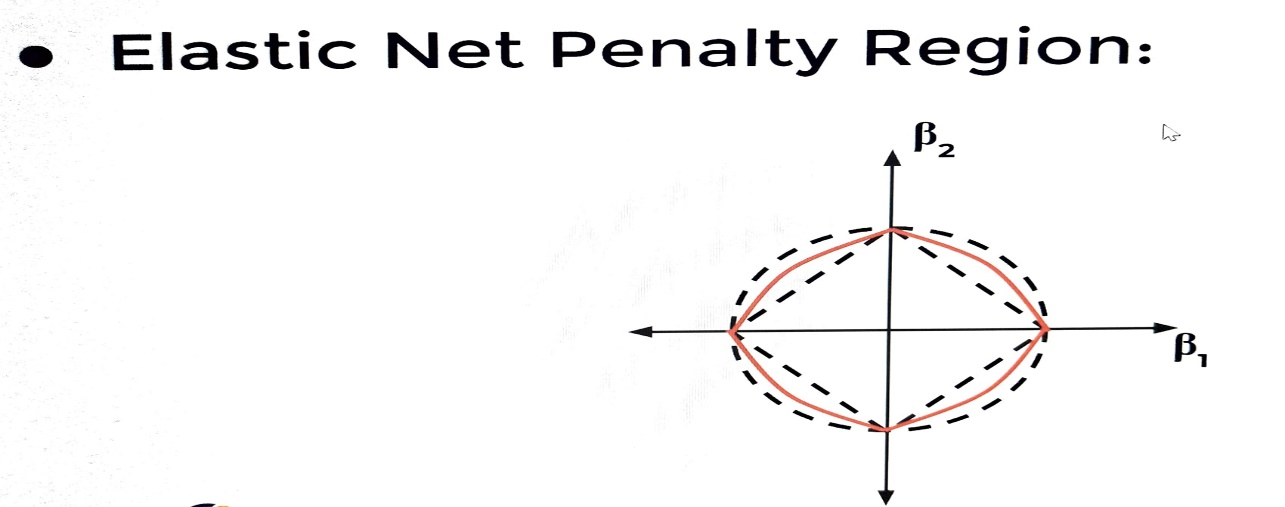 ● Elastic Net Penalty Region:
β₂
β₁